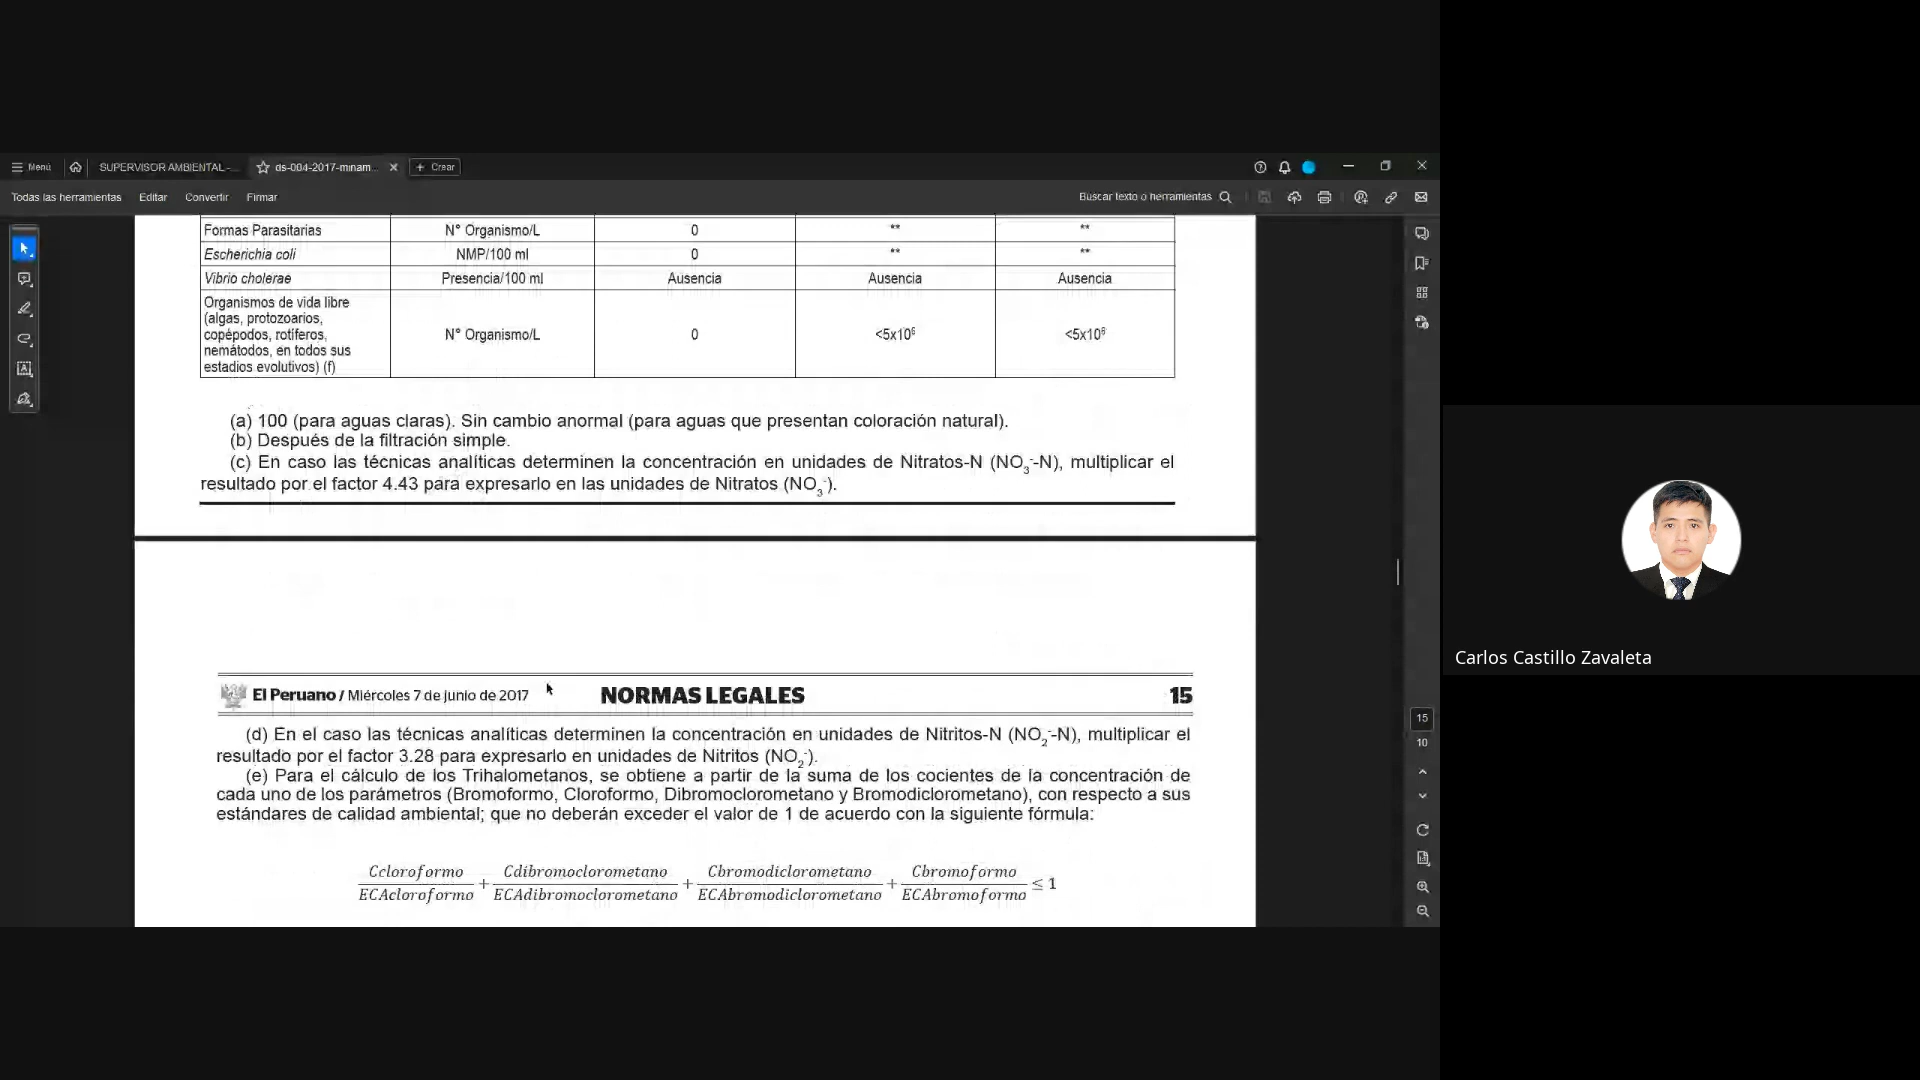 Menú
SUPERVISOR AMBIENTAL -...
ds-004-2017-minam...
+ Crear
Todas las herramientas Editar Convertir Firmar
Buscar texto o herramientas
Formas Parasitarias N° Organismo/L 0 ** **
Escherichia coli NMP/100 ml 0 ** **
Vibrio cholerae Presencia/100 ml Ausencia Ausencia Ausencia
Organismos de vida libre
(algas, protozoarios,
copépodos, rotíferos,
nemátodos, en todos sus
estadios evolutivos) (f)
N° Organismo/L 0 <5x10⁶ <5x10⁶
(a) 100 (para aguas claras). Sin cambio anormal (para aguas que presentan coloración natural).
(b) Después de la filtración simple.
(c) En caso las técnicas analíticas determinen la concentración en unidades de Nitratos-N (NO₃⁻-N), multiplicar el
resultado por el factor 4.43 para expresarlo en las unidades de Nitratos (NO₃⁻).
El Peruano / Miércoles 7 de junio de 2017 NORMAS LEGALES 15
(d) En el caso las técnicas analíticas determinen la concentración en unidades de Nitritos-N (NO₂⁻-N), multiplicar el
resultado por el factor 3.28 para expresarlo en unidades de Nitritos (NO₂⁻).
(e) Para el cálculo de los Trihalometanos, se obtiene a partir de la suma de los cocientes de la concentración de
cada uno de los parámetros (Bromoformo, Cloroformo, Dibromoclorometano y Bromodiclorometano), con respecto a sus
estándares de calidad ambiental; que no deberán exceder el valor de 1 de acuerdo con la siguiente fórmula:
Ccloroformo Cdibromoclorometano Cbromodiclorometano Cbromoformo
+ + + ≤ 1
ECAcloroformo ECAdibromoclorometano ECAbromodiclorometano ECAbromoformo
15
10
Carlos Castillo Zavaleta